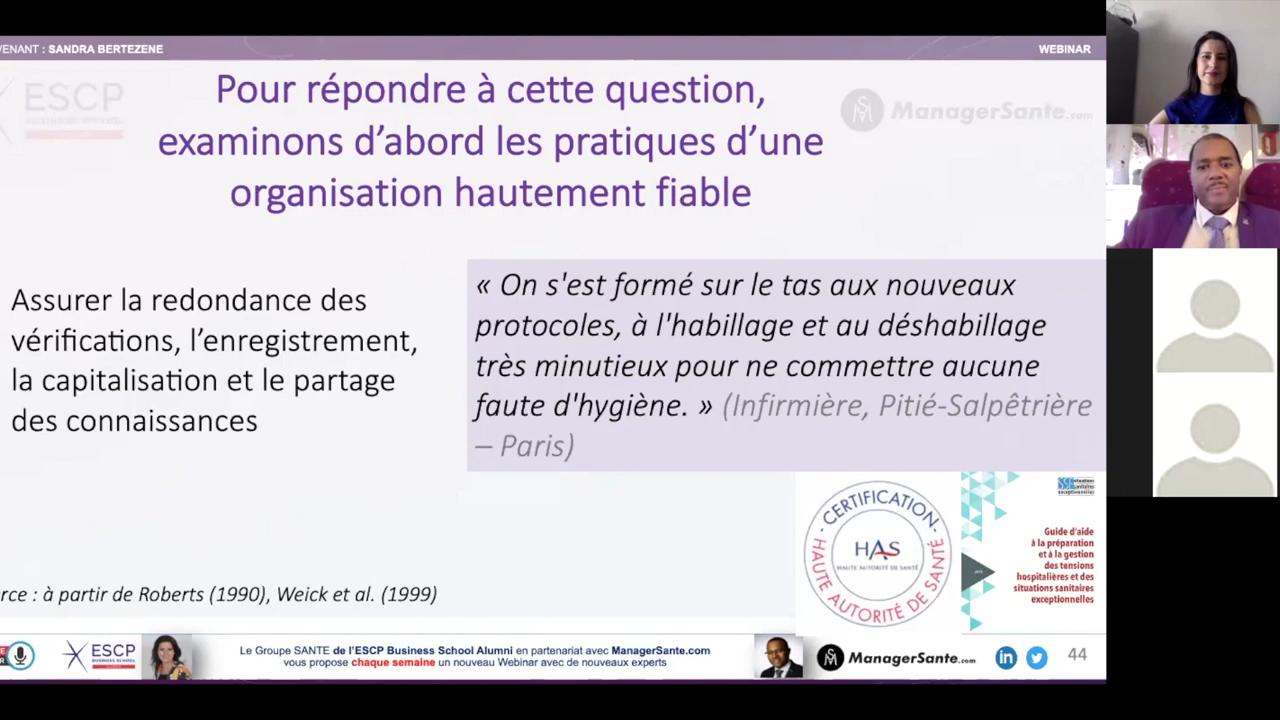 VENANT : SANDRA BERTEZENE
WEBINAR
ESCP
ManagerSante.com
Pour répondre à cette question,
examinons d’abord les pratiques d’une
organisation hautement fiable
Assurer la redondance des
vérifications, l’enregistrement,
la capitalisation et le partage
des connaissances
« On s'est formé sur le tas aux nouveaux
protocoles, à l'habillage et au déshabillage
très minutieux pour ne commettre aucune
faute d'hygiène. » (Infirmière, Pitié-Salpêtrière
– Paris)
CERTIFICATION
HAS
HAUTE AUTORITÉ DE SANTÉ
HAUTE AUTORITÉ DE SANTÉ
Guide d'aide
à la préparation
et à la gestion
des tensions
hospitalières et des
situations sanitaires
exceptionnelles
rce : à partir de Roberts (1990), Weick et al. (1999)
ESCP
BUSINESS SCHOOL
Le Groupe SANTE de l’ESCP Business School Alumni en partenariat avec ManagerSante.com
vous propose chaque semaine un nouveau Webinar avec de nouveaux experts
ManagerSante.com
in
44